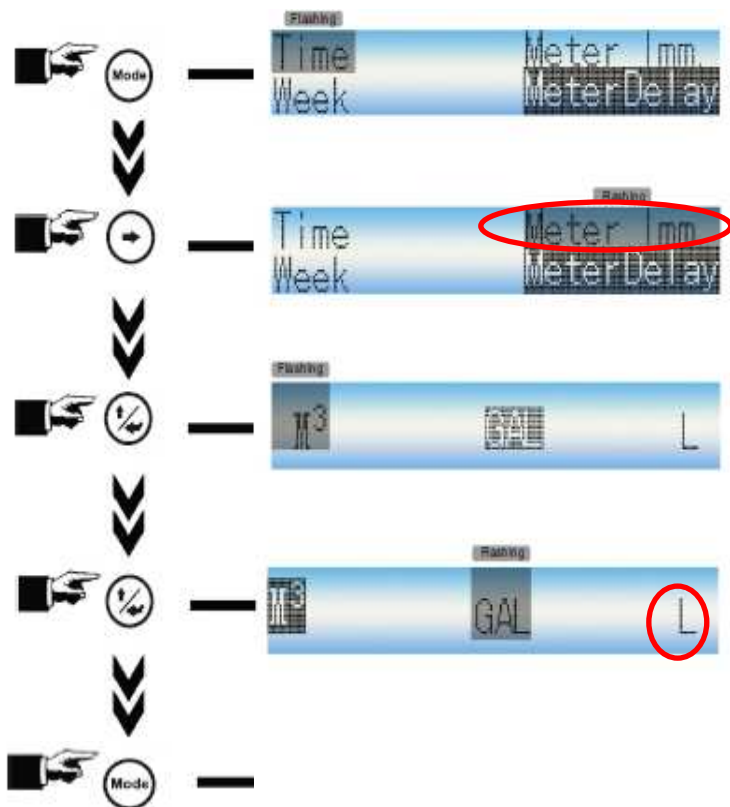 Flashing
Mode
Time Meter Imm.
Week MeterDelay
Flashing
Time Meter Imm.
Week MeterDelay
Flashing
M³ GAL L
Flashing
M³ GAL L
Mode